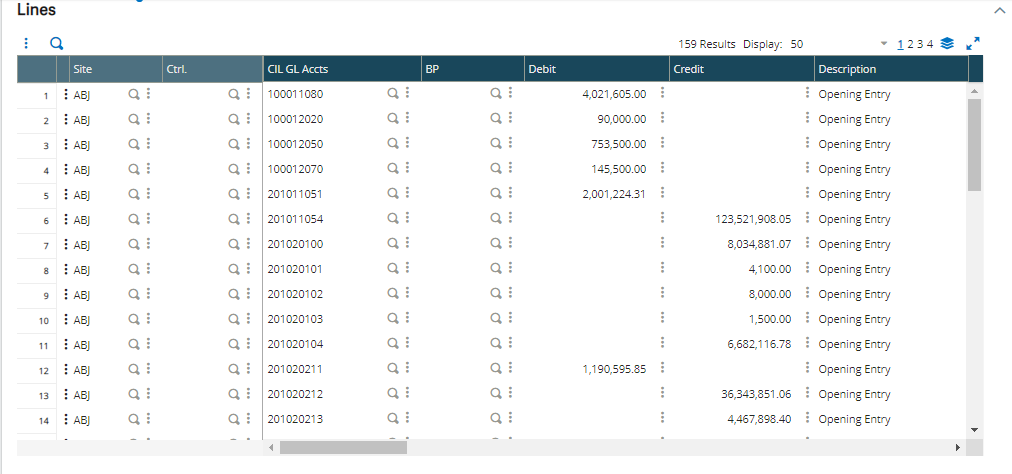 Lines
159 Results Display: 50 1 2 3 4
Site Ctrl. CIL GL Accts BP Debit Credit Description
1 ABJ 100011080 4,021,605.00 Opening Entry
2 ABJ 100012020 90,000.00 Opening Entry
3 ABJ 100012050 753,500.00 Opening Entry
4 ABJ 100012070 145,500.00 Opening Entry
5 ABJ 201011051 2,001,224.31 Opening Entry
6 ABJ 201011054 123,521,908.05 Opening Entry
7 ABJ 201020100 8,034,881.07 Opening Entry
8 ABJ 201020101 4,100.00 Opening Entry
9 ABJ 201020102 8,000.00 Opening Entry
10 ABJ 201020103 1,500.00 Opening Entry
11 ABJ 201020104 6,682,116.78 Opening Entry
12 ABJ 201020211 1,190,595.85 Opening Entry
13 ABJ 201020212 36,343,851.06 Opening Entry
14 ABJ 201020213 4,467,898.40 Opening Entry